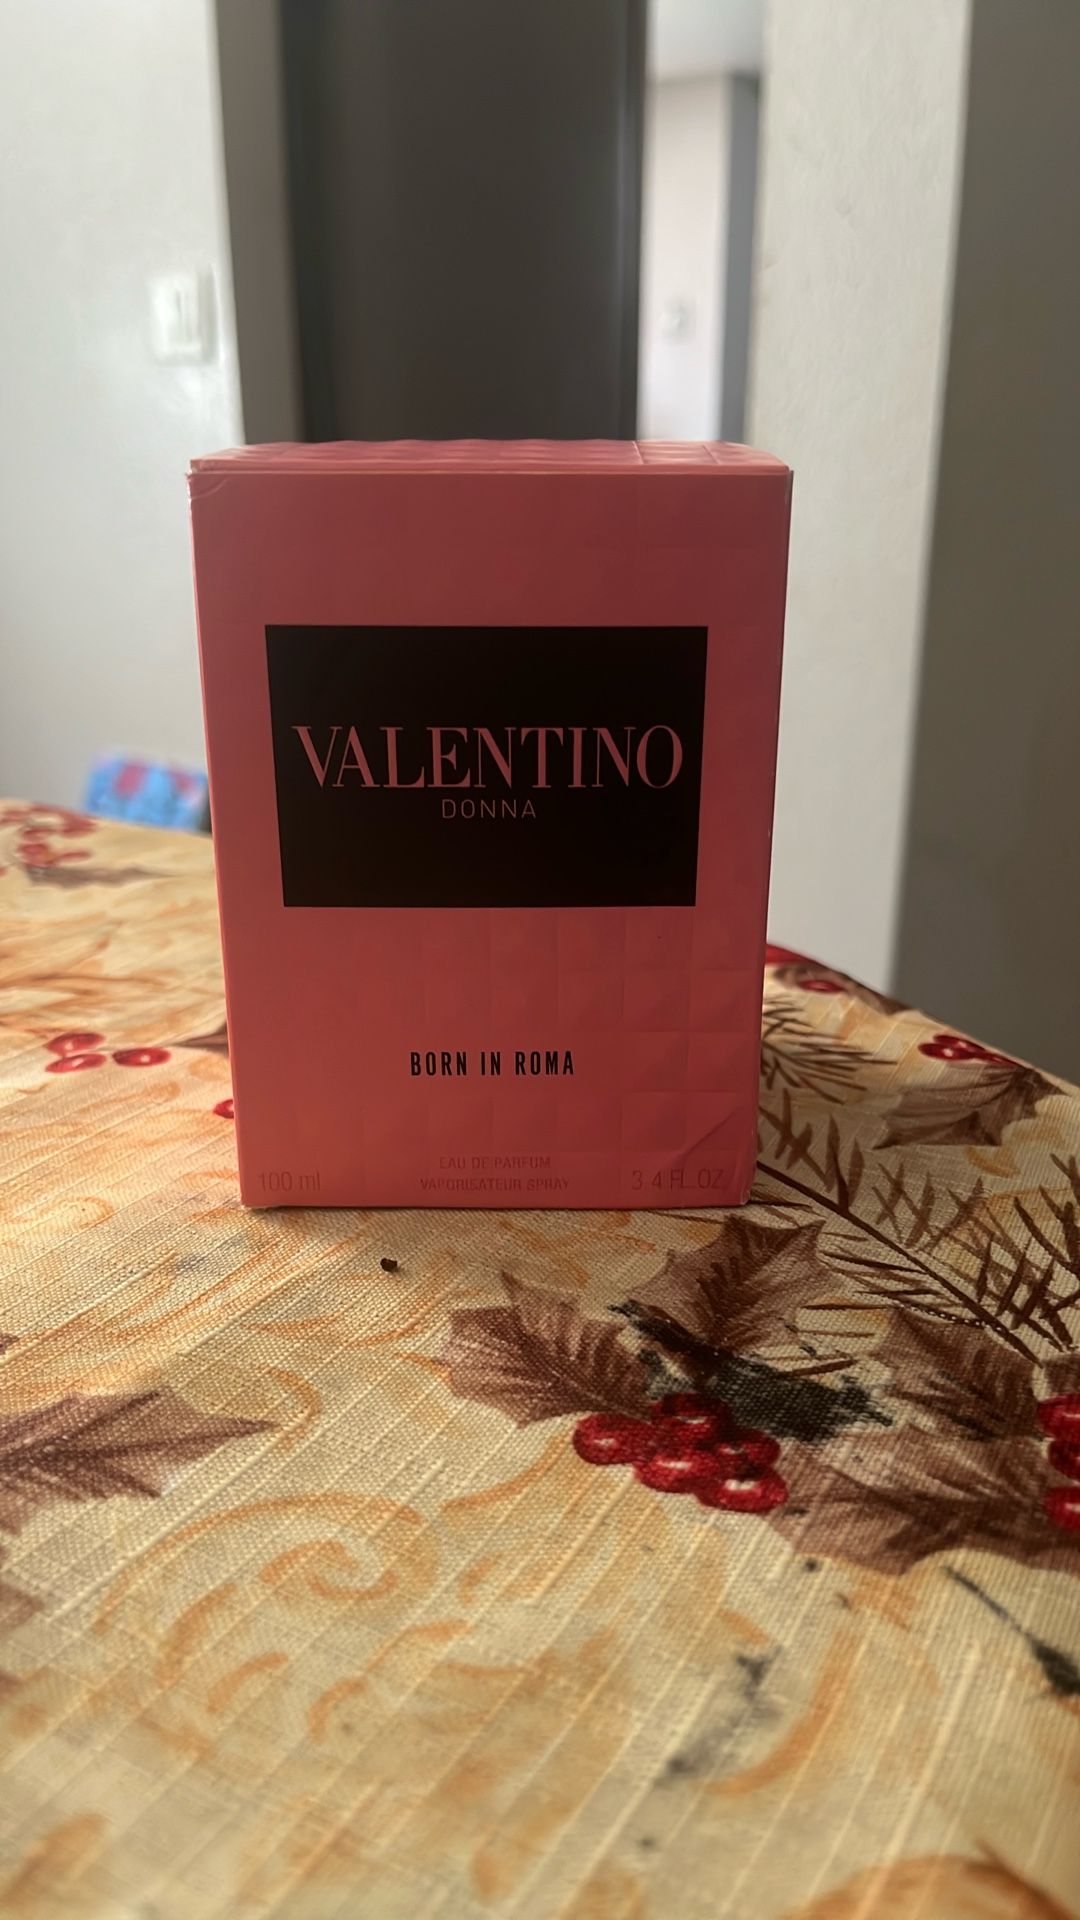 VALENTINO
DONNA
BORN IN ROMA
EAU DE PARFUM
100 ml VAPORISATEUR SPRAY 3.4 FL.OZ